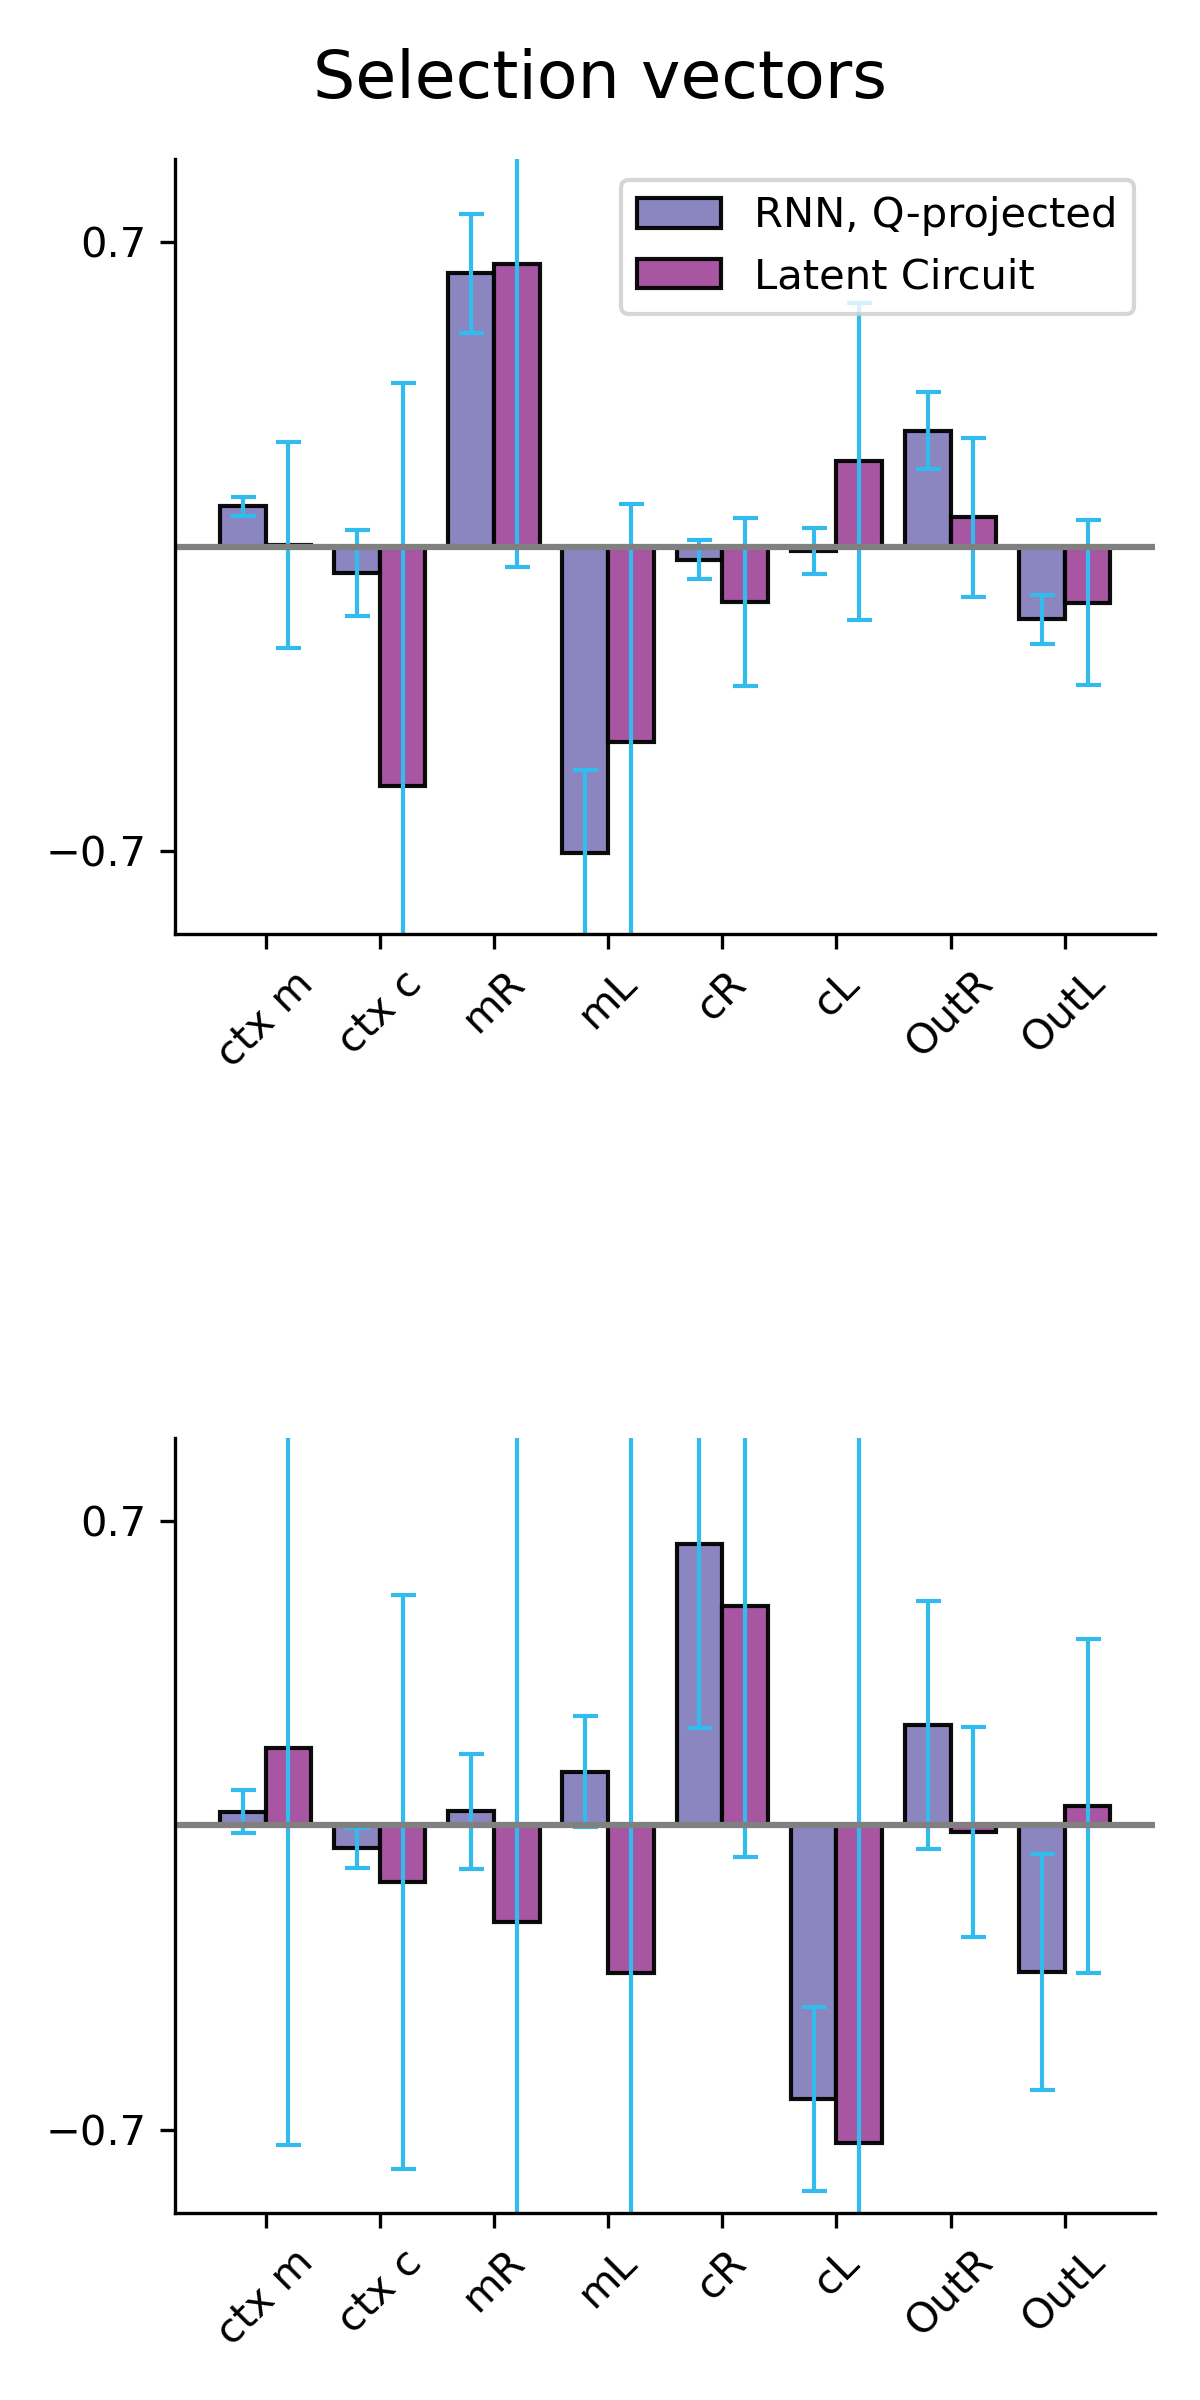 Selection vectors
RNN, Q-projected
Latent Circuit
0.7
−0.7
ctx m
ctx c
mR
mL
cR
cL
OutR
OutL
0.7
−0.7
ctx m
ctx c
mR
mL
cR
cL
OutR
OutL